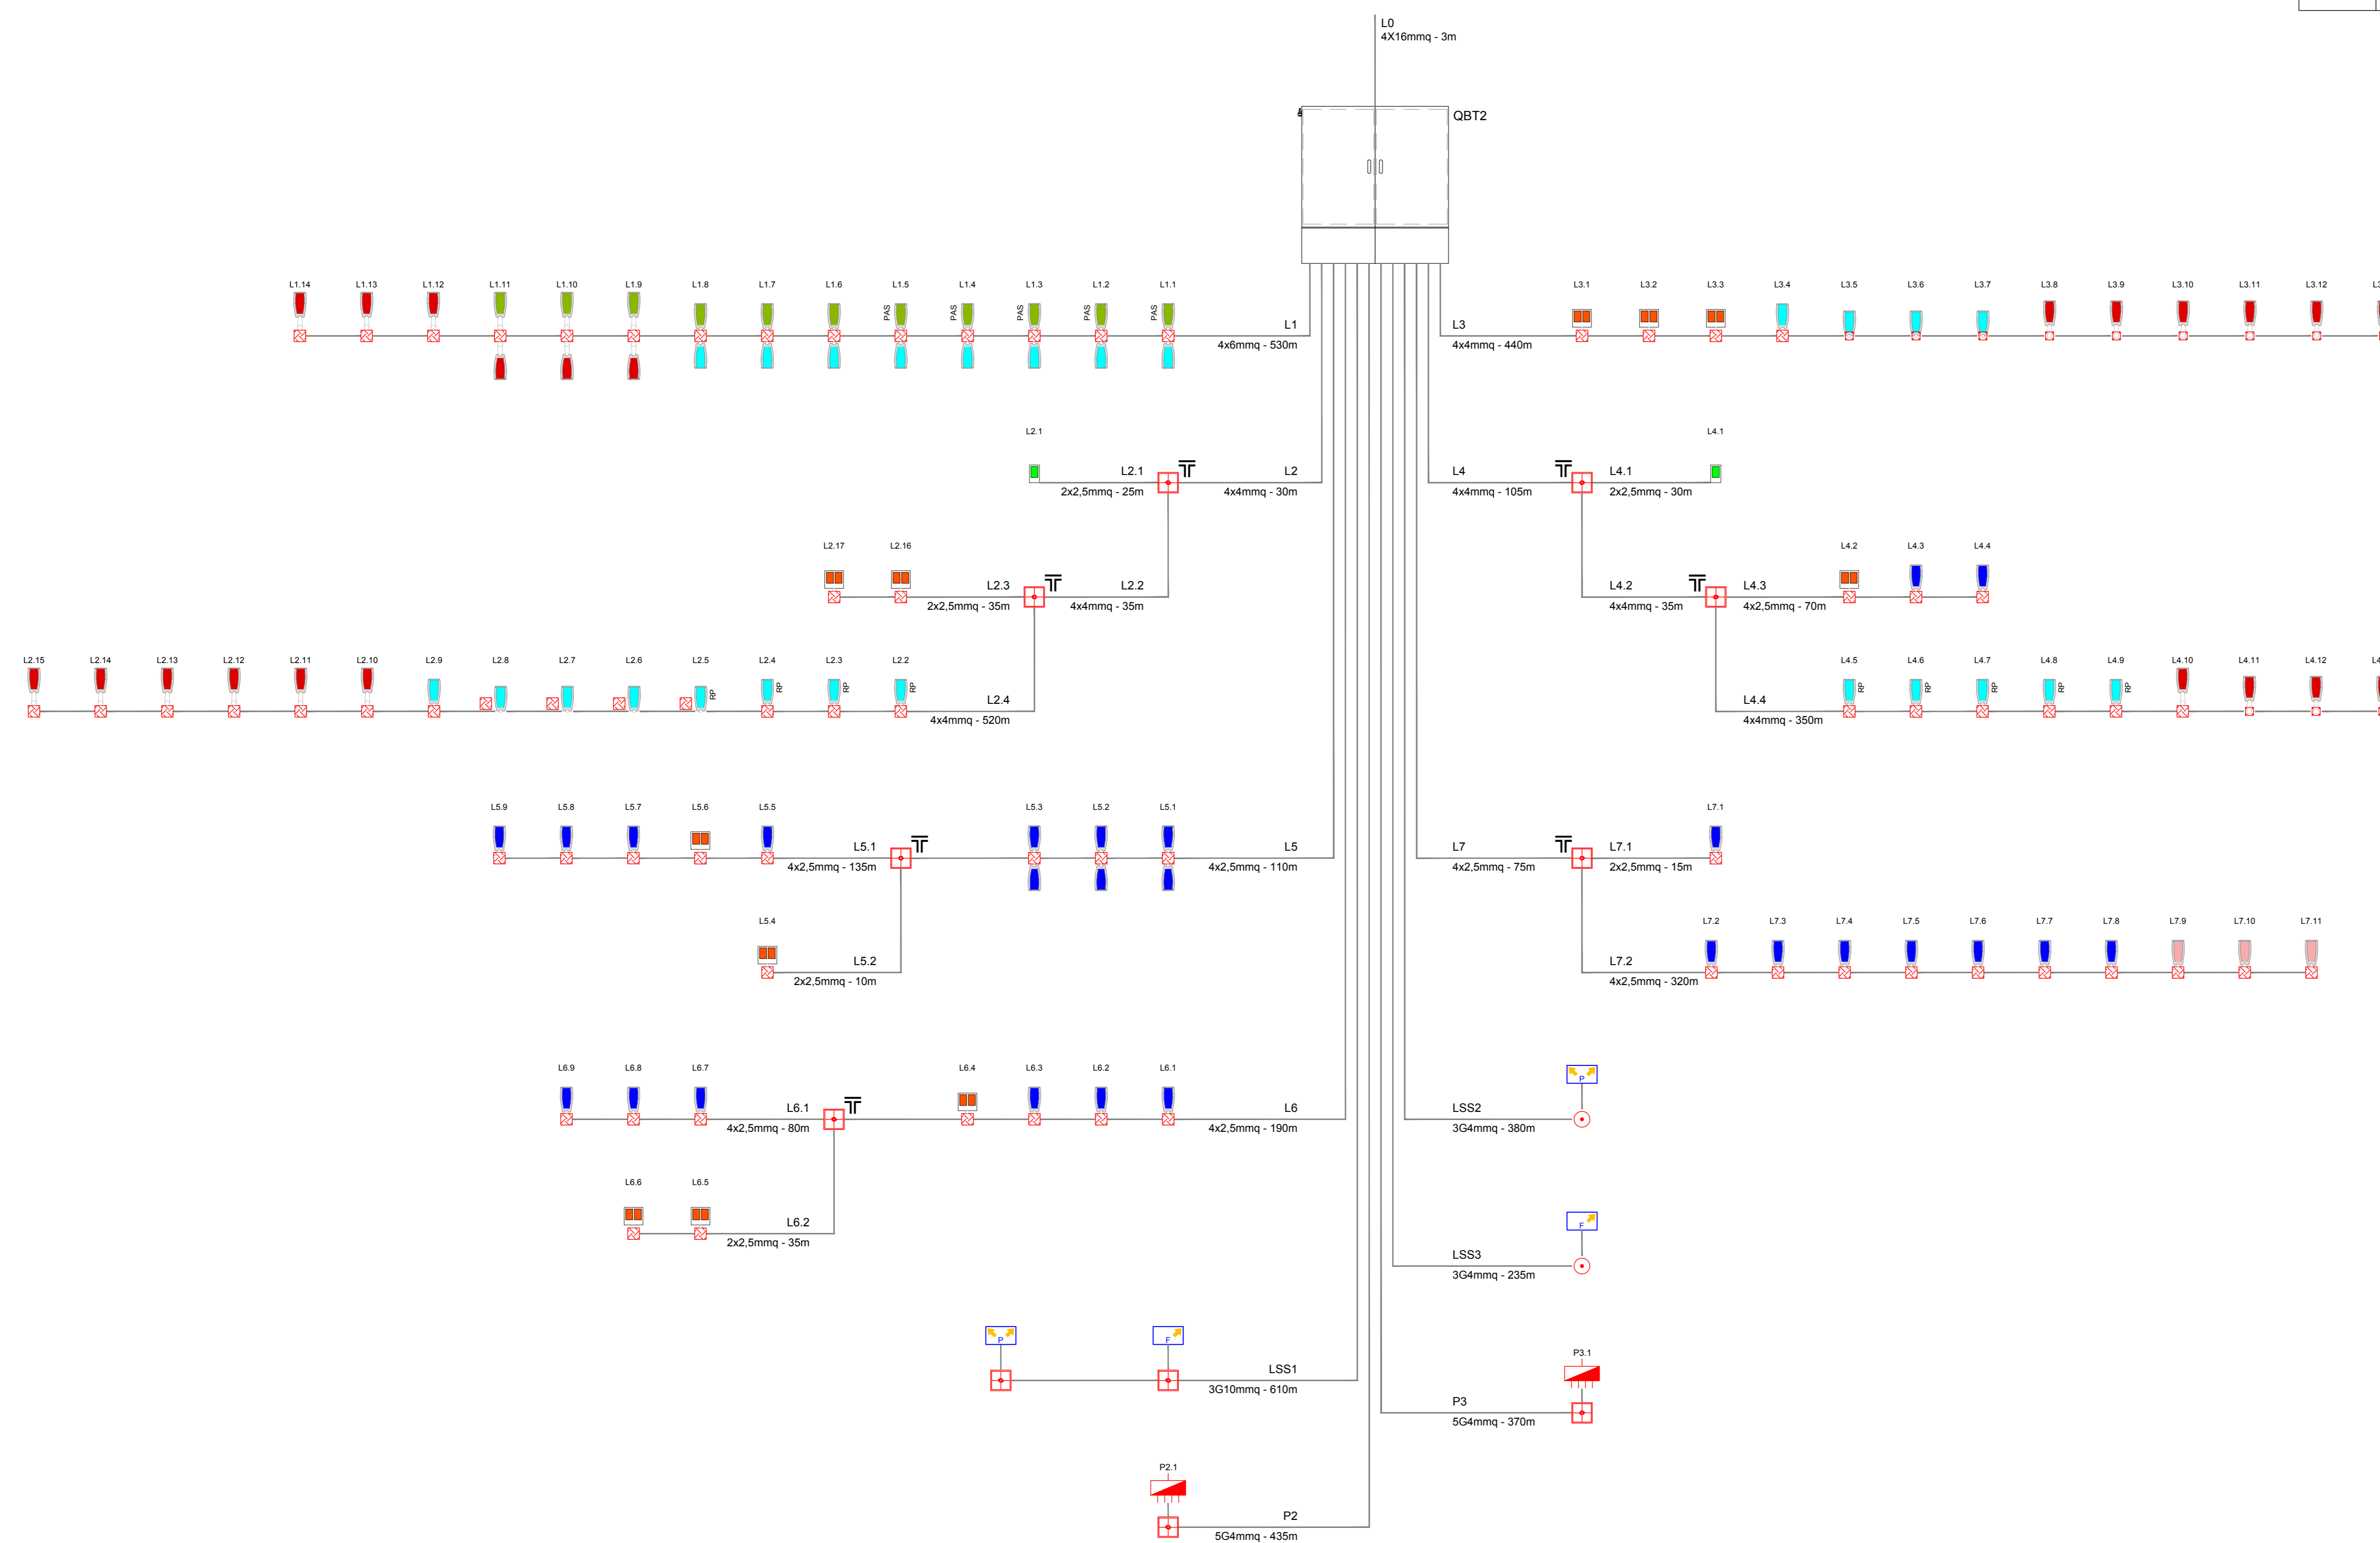 L0
4X16mmq - 3m
QBT2
L1.14 L1.13 L1.12 L1.11 L1.10 L1.9 L1.8 L1.7 L1.6 L1.5 L1.4 L1.3 L1.2 L1.1
PAS PAS PAS PAS PAS
L1
4x6mmq - 530m
L3.1 L3.2 L3.3 L3.4 L3.5 L3.6 L3.7 L3.8 L3.9 L3.10 L3.11 L3.12
L3
4x4mmq - 440m
L2.1
L2.1
2x2,5mmq - 25m
L2
4x4mmq - 30m
L4.1
L4
4x4mmq - 105m
L4.1
2x2,5mmq - 30m
L2.17 L2.16
L2.3
2x2,5mmq - 35m
L2.2
4x4mmq - 35m
L4.2 L4.3 L4.4
L4.2
4x4mmq - 35m
L4.3
4x2,5mmq - 70m
L2.15 L2.14 L2.13 L2.12 L2.11 L2.10 L2.9 L2.8 L2.7 L2.6 L2.5 L2.4 L2.3 L2.2
RP RP RP RP
L2.4
4x4mmq - 520m
L4.5 L4.6 L4.7 L4.8 L4.9 L4.10 L4.11 L4.12
RP RP RP RP RP
L4.4
4x4mmq - 350m
L5.9 L5.8 L5.7 L5.6 L5.5 L5.3 L5.2 L5.1
L5.1
4x2,5mmq - 135m
L5
4x2,5mmq - 110m
L7.1
L7
4x2,5mmq - 75m
L7.1
2x2,5mmq - 15m
L5.4
L5.2
2x2,5mmq - 10m
L7.2 L7.3 L7.4 L7.5 L7.6 L7.7 L7.8 L7.9 L7.10 L7.11
L7.2
4x2,5mmq - 320m
L6.9 L6.8 L6.7 L6.4 L6.3 L6.2 L6.1
L6.1
4x2,5mmq - 80m
L6
4x2,5mmq - 190m
P
LSS2
3G4mmq - 380m
L6.6 L6.5
L6.2
2x2,5mmq - 35m
F
LSS3
3G4mmq - 235m
P F
LSS1
3G10mmq - 610m
P3.1
P3
5G4mmq - 370m
P2.1
P2
5G4mmq - 435m